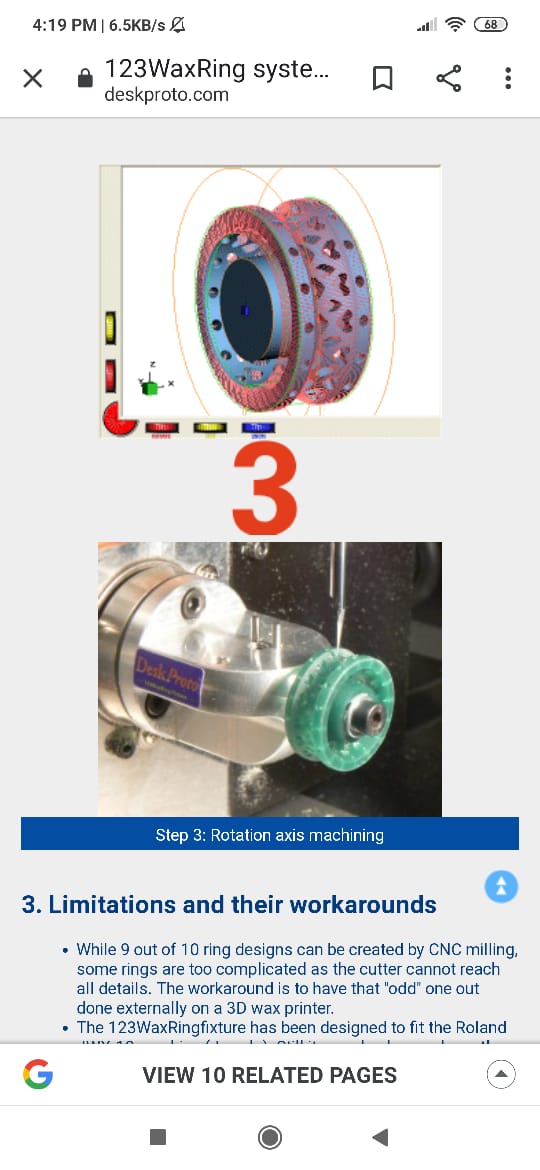 4:19 PM | 6.5KB/s
68
123WaxRing syste...
deskproto.com
z
x
3
DeskProto
Step 3: Rotation axis machining
3. Limitations and their workarounds
• While 9 out of 10 ring designs can be created by CNC milling,
some rings are too complicated as the cutter cannot reach
all details. The workaround is to have that "odd" one out
done externally on a 3D wax printer.
• The 123WaxRingfixture has been designed to fit the Roland
VIEW 10 RELATED PAGES